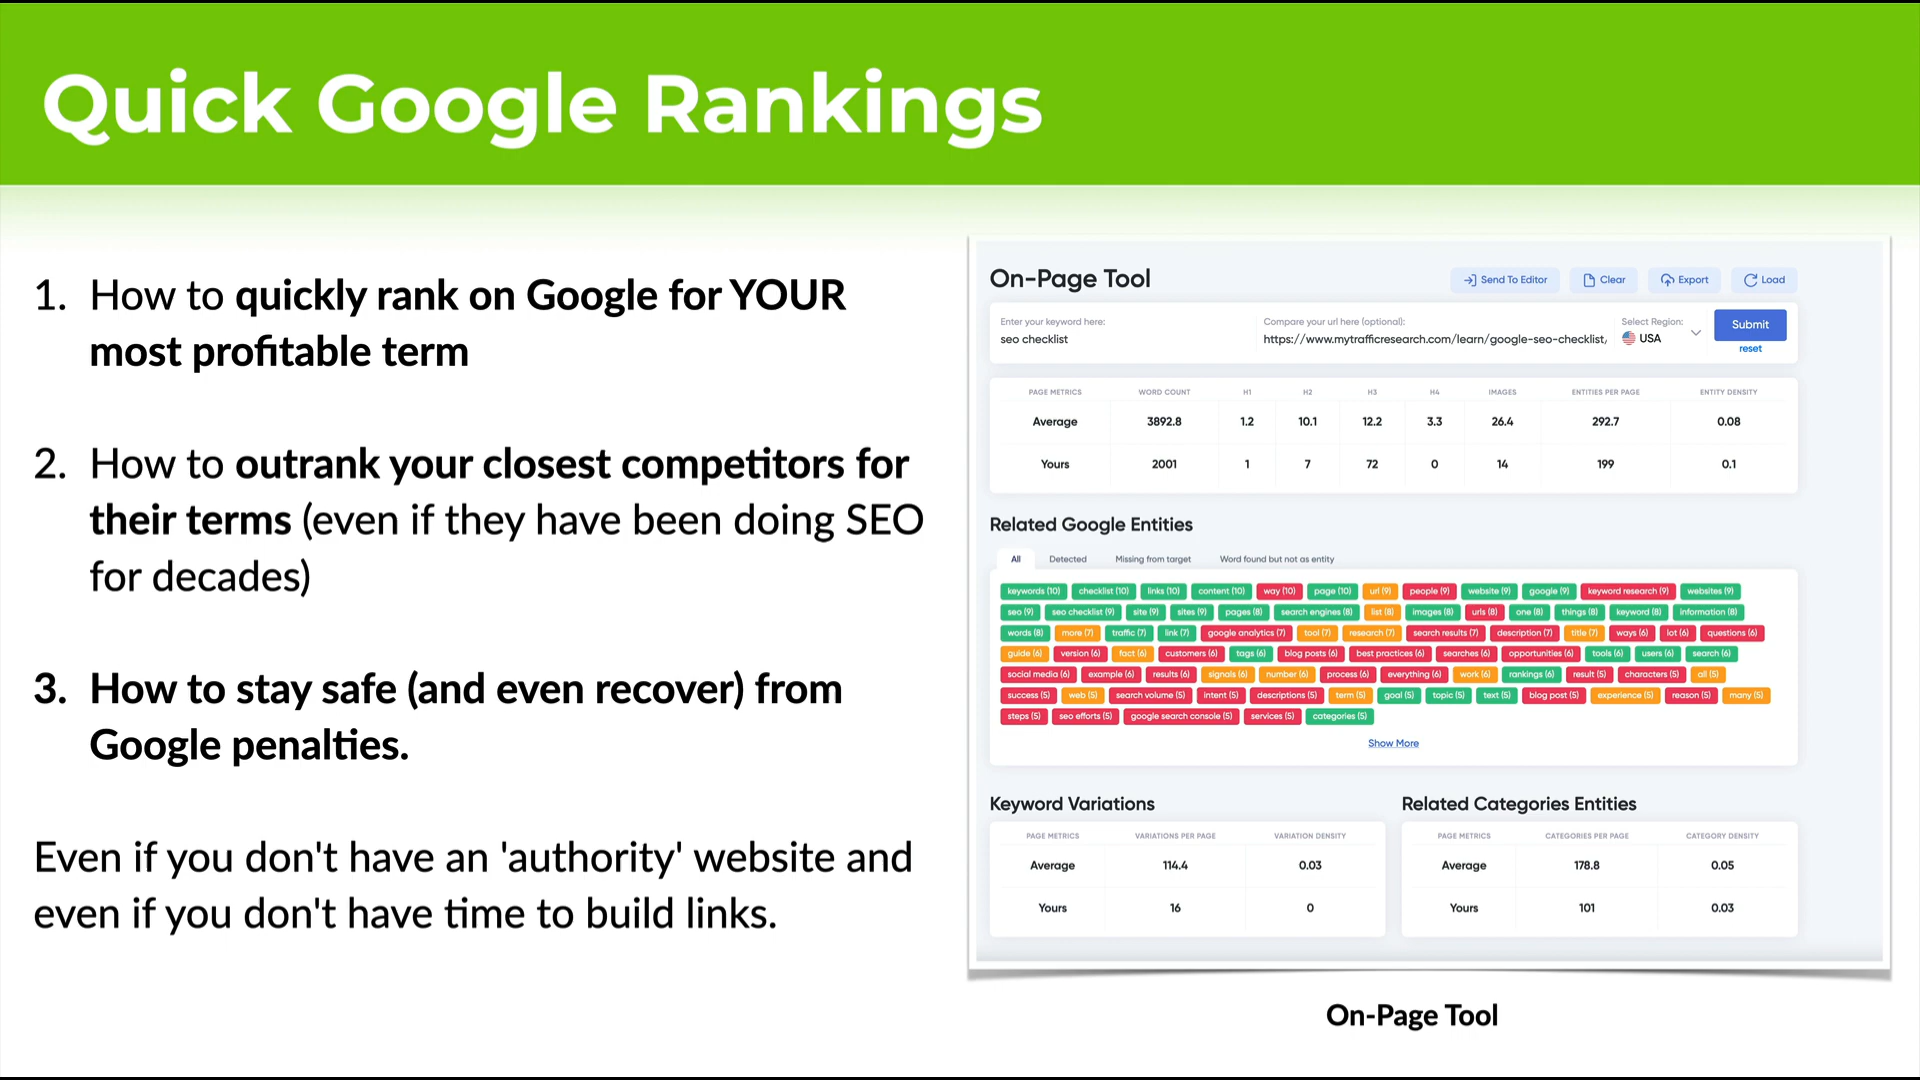 Quick Google Rankings
1. How to quickly rank on Google for YOUR
most profitable term
2. How to outrank your closest competitors for
their terms (even if they have been doing SEO
for decades)
3. How to stay safe (and even recover) from
Google penalties.
Even if you don't have an 'authority' website and
even if you don't have time to build links.
On-Page Tool
Send To Editor Clear Export Load
Enter your keyword here: Compare your url here (optional): Select Region:
seo checklist https://www.mytrafficresearch.com/learn/google-seo-checklist, USA Submit
reset
PAGE METRICS WORD COUNT H1 H2 H3 H4 IMAGES ENTITIES PER PAGE ENTITY DENSITY
Average 3892.8 1.2 10.1 12.2 3.3 26.4 292.7 0.08
Yours 2001 1 7 72 0 14 199 0.1
Related Google Entities
All Detected Missing from target Word found but not as entity
keywords (10) checklist (10) links (10) content (10) way (10) page (10) url (9) people (9) website (9) google (9) keyword research (9) websites (9)
seo (9) seo checklist (9) site (9) sites (9) pages (8) search engines (8) list (8) images (8) urls (8) one (8) things (8) keyword (8) information (8)
words (8) more (7) traffic (7) link (7) google analytics (7) tool (7) research (7) search results (7) description (7) title (7) ways (6) lot (6) questions (6)
guide (6) version (6) fact (6) customers (6) tags (6) blog posts (6) best practices (6) searches (6) opportunities (6) tools (6) users (6) search (6)
social media (6) example (6) results (6) signals (6) number (6) process (6) everything (6) work (6) rankings (6) result (5) characters (5) all (5)
success (5) web (5) search volume (5) intent (5) descriptions (5) term (5) goal (5) topic (5) text (5) blog post (5) experience (5) reason (5) many (5)
steps (5) seo efforts (5) google search console (5) services (5) categories (5)
Show More
Keyword Variations
PAGE METRICS VARIATIONS PER PAGE VARIATION DENSITY
Average 114.4 0.03
Yours 16 0
Related Categories Entities
PAGE METRICS CATEGORIES PER PAGE CATEGORY DENSITY
Average 178.8 0.05
Yours 101 0.03
On-Page Tool